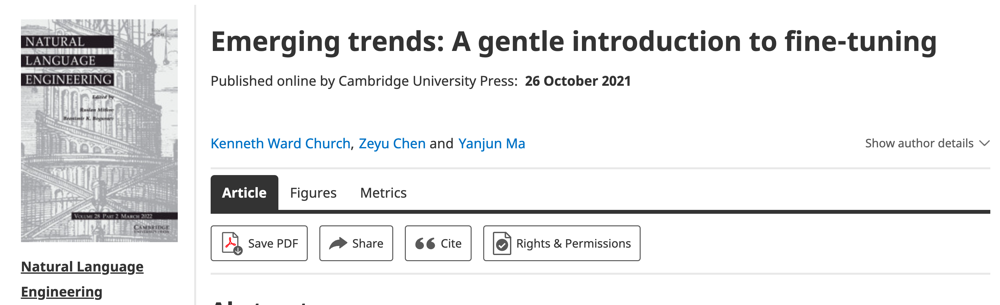 NATURAL
LANGUAGE
ENGINEERING
Edited by
Ruslan Mitkov
Branimir K. Boguraev
VOLUME 28 PART 2 MARCH 2022
CAMBRIDGE
UNIVERSITY PRESS
Natural Language
Engineering
Emerging trends: A gentle introduction to fine-tuning
Published online by Cambridge University Press: 26 October 2021
Kenneth Ward Church, Zeyu Chen and Yanjun Ma
Show author details
Article Figures Metrics
Save PDF Share Cite Rights & Permissions
Abstract